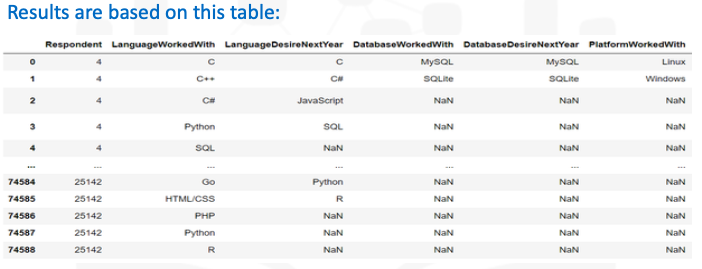 Results are based on this table:
Respondent LanguageWorkedWith LanguageDesireNextYear DatabaseWorkedWith DatabaseDesireNextYear PlatformWorkedWith
0 4 C C MySQL MySQL Linux
1 4 C++ C# SQLite SQLite Windows
2 4 C# JavaScript NaN NaN NaN
3 4 Python SQL NaN NaN NaN
4 4 SQL NaN NaN NaN NaN
... ... ... ... ... ... ...
74584 25142 Go Python NaN NaN NaN
74585 25142 HTML/CSS R NaN NaN NaN
74586 25142 PHP NaN NaN NaN NaN
74587 25142 Python NaN NaN NaN NaN
74588 25142 R NaN NaN NaN NaN